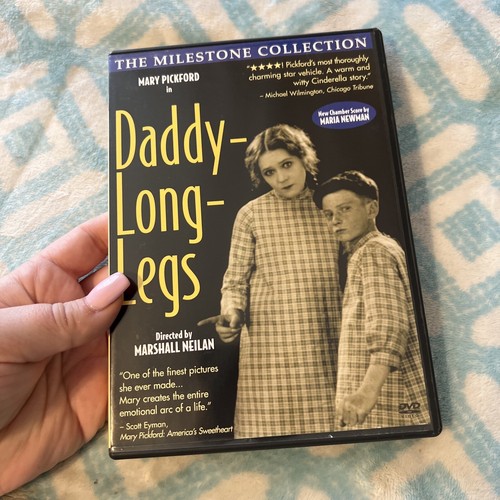 THE MILESTONE COLLECTION
MARY PICKFORD
in
"★★★★! Pickford's most thoroughly
charming star vehicle. A warm and
witty Cinderella story."
– Michael Wilmington, Chicago Tribune
New Chamber Score by
MARIA NEWMAN
Daddy-
Long-
Legs
Directed by
MARSHALL NEILAN
"One of the finest pictures
she ever made...
Mary creates the entire
emotional arc of a life."
– Scott Eyman,
Mary Pickford: America's Sweetheart
DVD